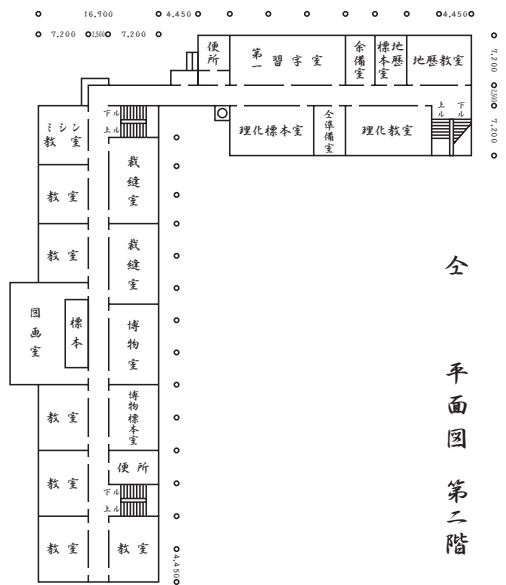 16.900
4.450
4.450
7.200
2.500
7.200
7.200
2.500
7.200
便所
第一習字室
余備室
地歴標本室
地歴教室
理化標本室
仝準備室
理化教室
上ル
下ル
ミシン教室
下ル
上ル
裁縫室
教室
教室
裁縫室
図画室
標本
博物室
教室
博物標本室
教室
便所
下ル
上ル
教室
教室
4.450
仝 平面図 第二階